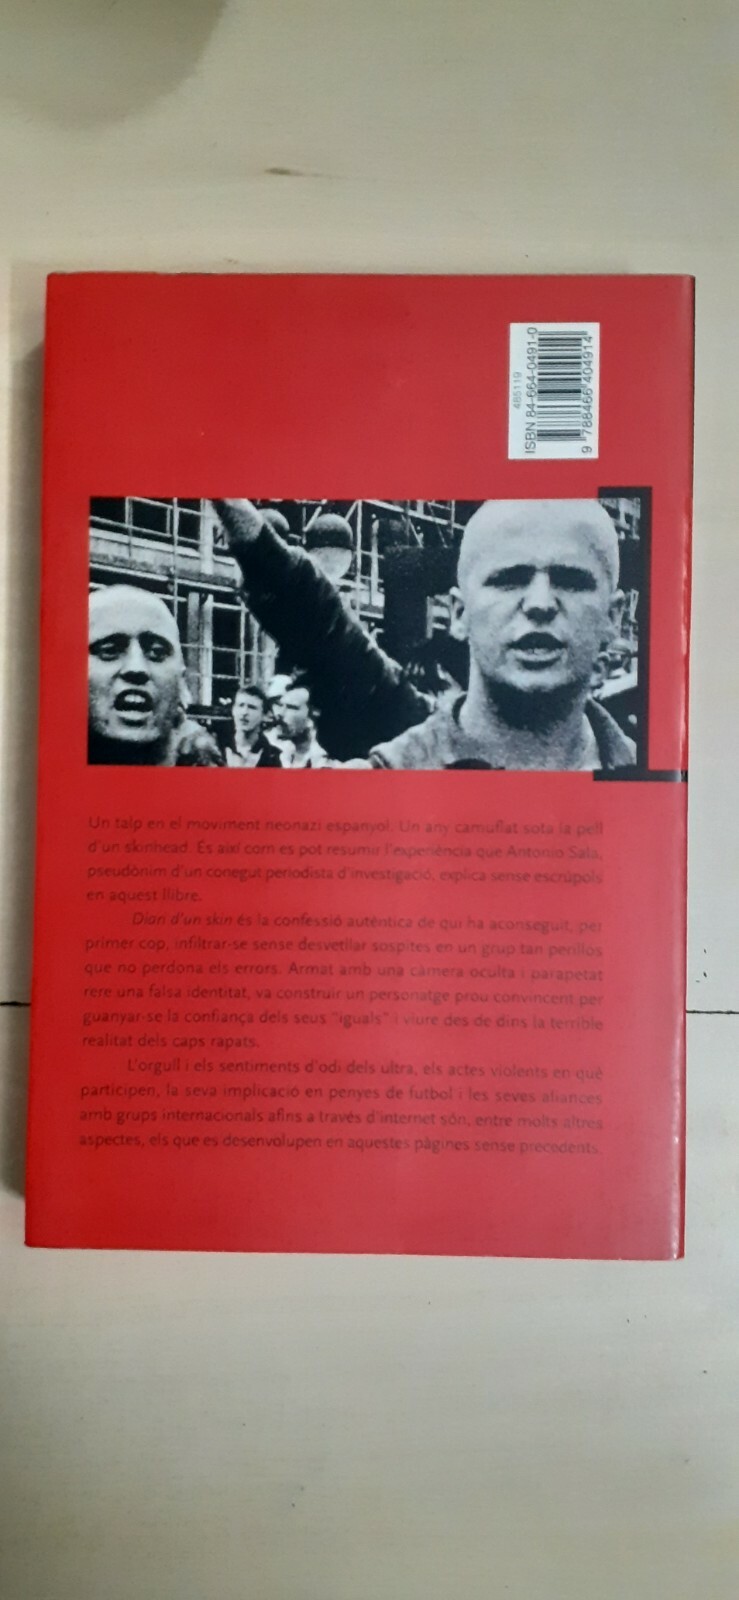 485119
ISBN 84-664-0491-0
9 788466 404914
Un talp en el moviment neonazi espanyol. Un any camuflat sota la pell
d'un skinhead. És així com es pot resumir l'experiència que Antonio Salas,
pseudònim d'un conegut periodista d'investigació, explica sense escrúpols
en aquest llibre.
Diari d'un skin és la confessió autèntica de qui ha aconseguit, per
primer cop, infiltrar-se sense desvetllar sospites en un grup tan perillós
que no perdona els errors. Armat amb una càmera oculta i parapetat
rere una falsa identitat, va construir un personatge prou convincent per
guanyar-se la confiança dels seus "iguals" i viure des de dins la terrible
realitat dels caps rapats.
L'orgull i els sentiments d'odi dels ultra, els actes violents en què
participen, la seva implicació en penyes de futbol i les seves aliances
amb grups internacionals afins a través d'internet són, entre molts altres
aspectes, els que es desenvolupen en aquestes pàgines sense precedents.